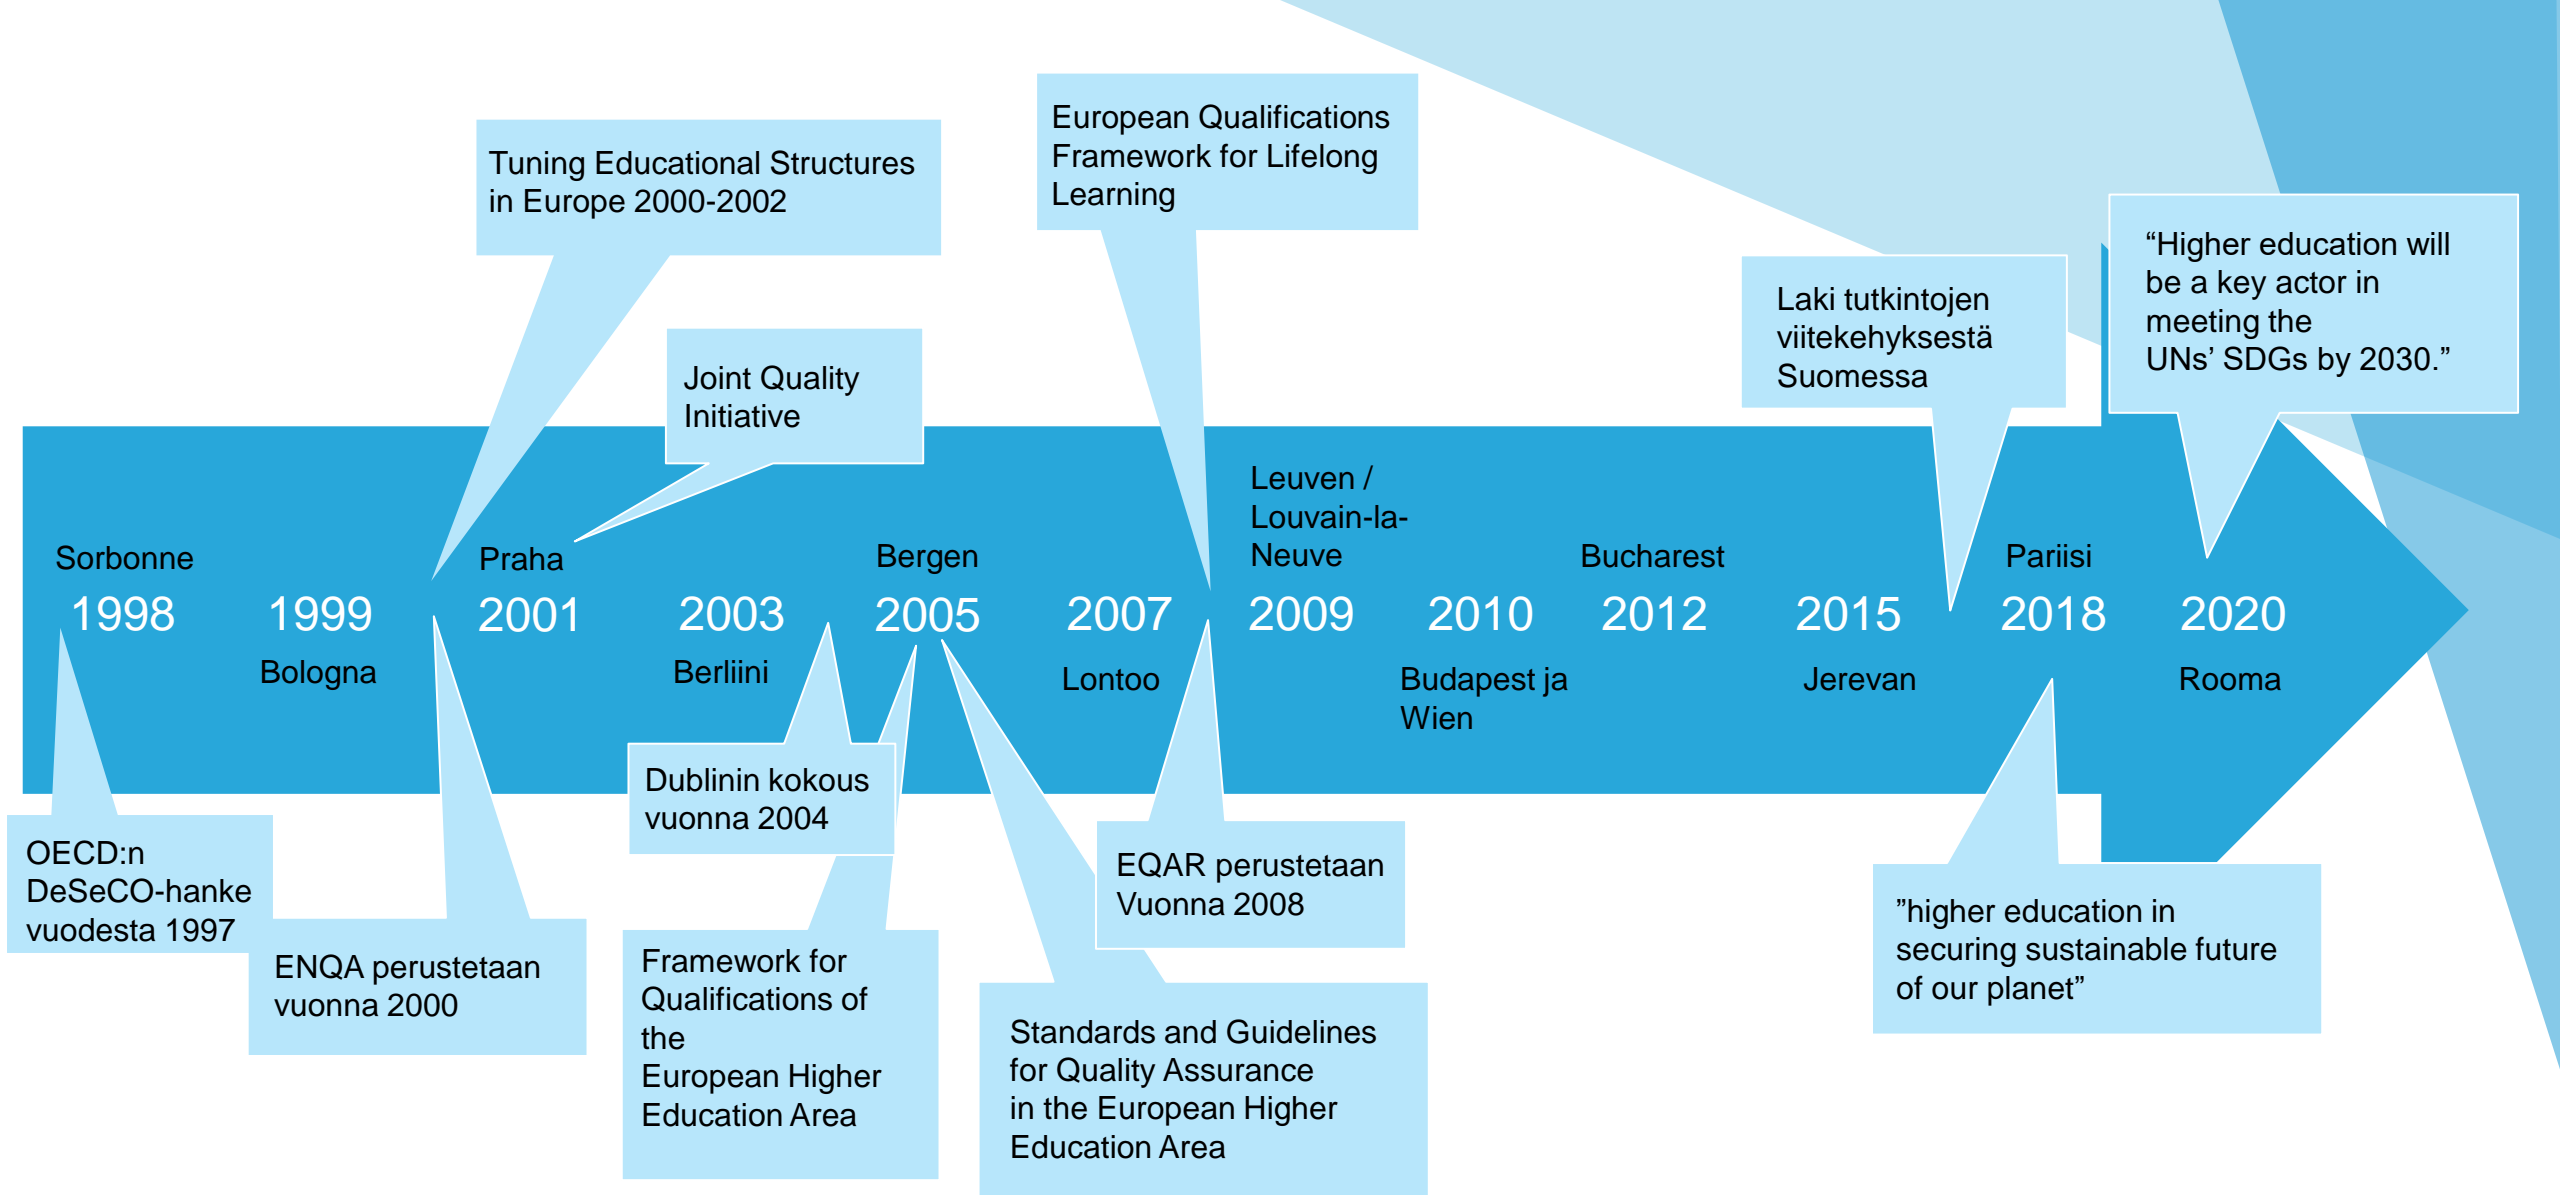 Tuning Educational Structures
in Europe 2000-2002
European Qualifications
Framework for Lifelong
Learning
Joint Quality
Initiative
Laki tutkintojen
viitekehyksestä
Suomessa
“Higher education will
be a key actor in
meeting the
UNs’ SDGs by 2030.”
Sorbonne
1998
1999
Bologna
Praha
2001
2003
Berliini
Bergen
2005
2007
Lontoo
Leuven /
Louvain-la-
Neuve
2009
2010
Budapest ja
Wien
Bucharest
2012
2015
Jerevan
Pariisi
2018
2020
Rooma
OECD:n
DeSeCO-hanke
vuodesta 1997
ENQA perustetaan
vuonna 2000
Dublinin kokous
vuonna 2004
Framework for
Qualifications of
the
European Higher
Education Area
Standards and Guidelines
for Quality Assurance
in the European Higher
Education Area
EQAR perustetaan
Vuonna 2008
”higher education in
securing sustainable future
of our planet”